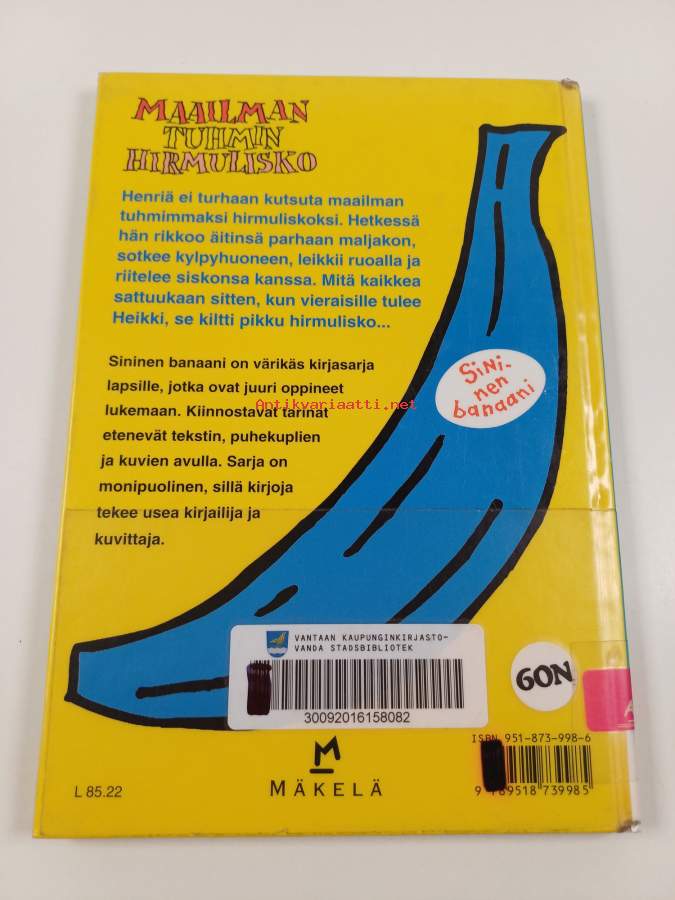 MAAILMAN
TUHMIN
HIRMULISKO
Henriä ei turhaan kutsuta maailman
tuhmimmaksi hirmuliskoksi. Hetkessä
hän rikkoo äitinsä parhaan maljakon,
sotkee kylpyhuoneen, leikkii ruoalla ja
riitelee siskonsa kanssa. Mitä kaikkea
sattuukaan sitten, kun vieraisille tulee
Heikki, se kiltti pikku hirmulisko...
Sininen banaani on värikäs kirjasarja
lapsille, jotka ovat juuri oppineet
lukemaan. Kiinnostavat tarinat
etenevät tekstin, puhekuplien
ja kuvien avulla. Sarja on
monipuolinen, sillä kirjoja
tekee usea kirjailija ja
kuvittaja.
SiNi-
nen
banaani
Antikvariaatti.net
VANTAAN KAUPUNGINKIRJASTO-
VANDA STADSBIBLIOTEK
30092016158082
6ON
A
ISBN 951-873-998-6
9 789518 739985
M
MÄKELÄ
L 85.22